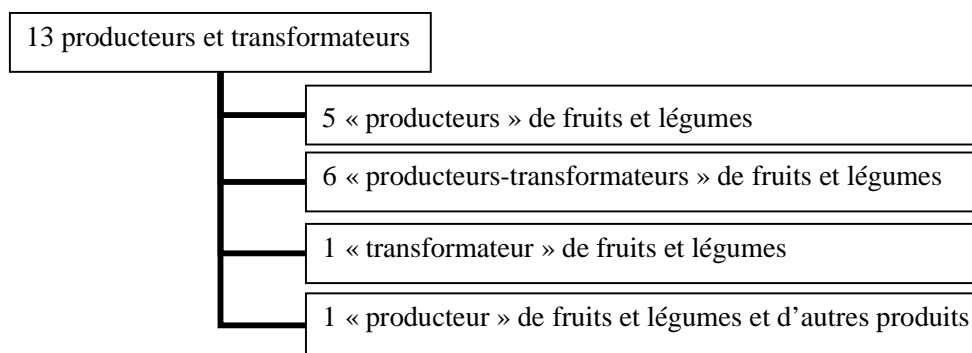 13 producteurs et transformateurs
5 « producteurs » de fruits et légumes
6 « producteurs-transformateurs » de fruits et légumes
1 « transformateur » de fruits et légumes
1 « producteur » de fruits et légumes et d’autres produits